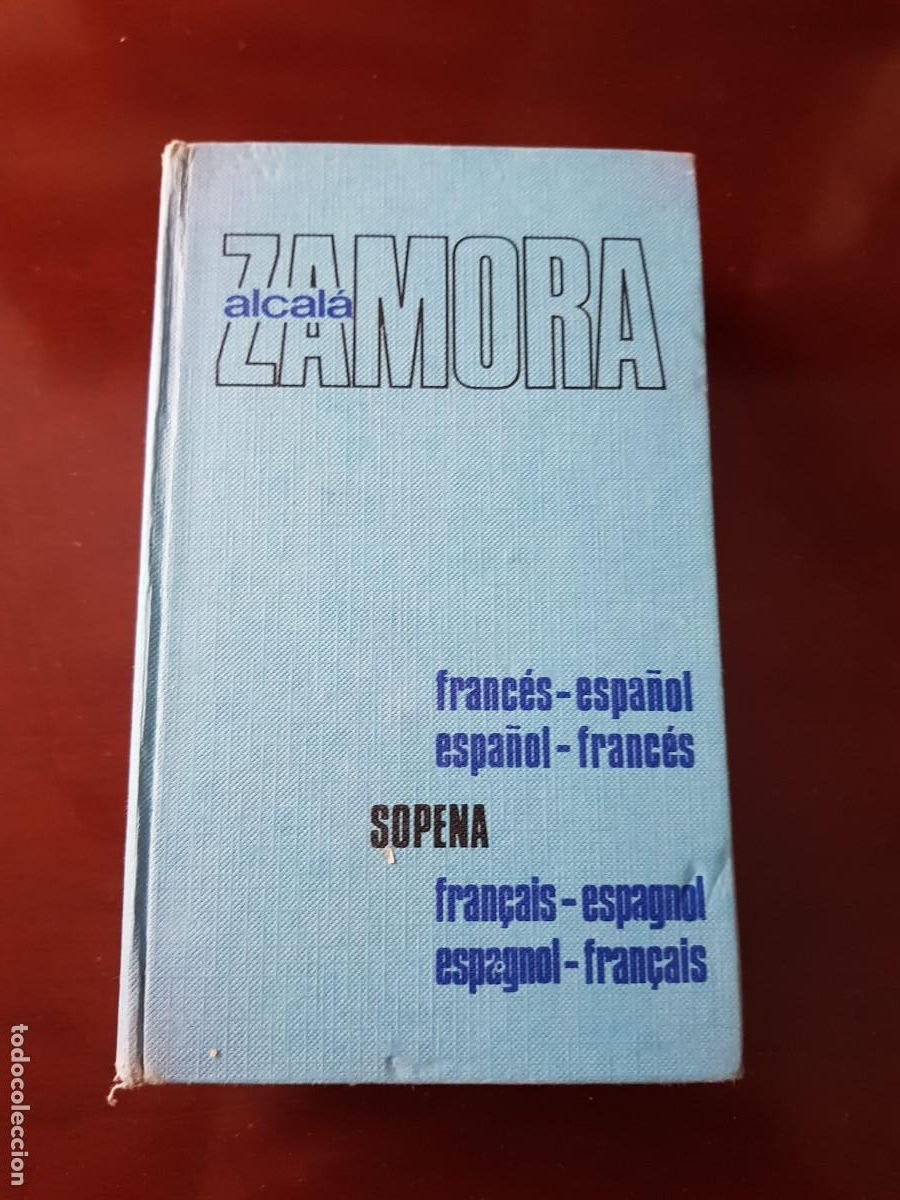 alcalá
ZAMORA
francés-español
español-francés
SOPENA
français-espagnol
espagnol-français
todocoleccion